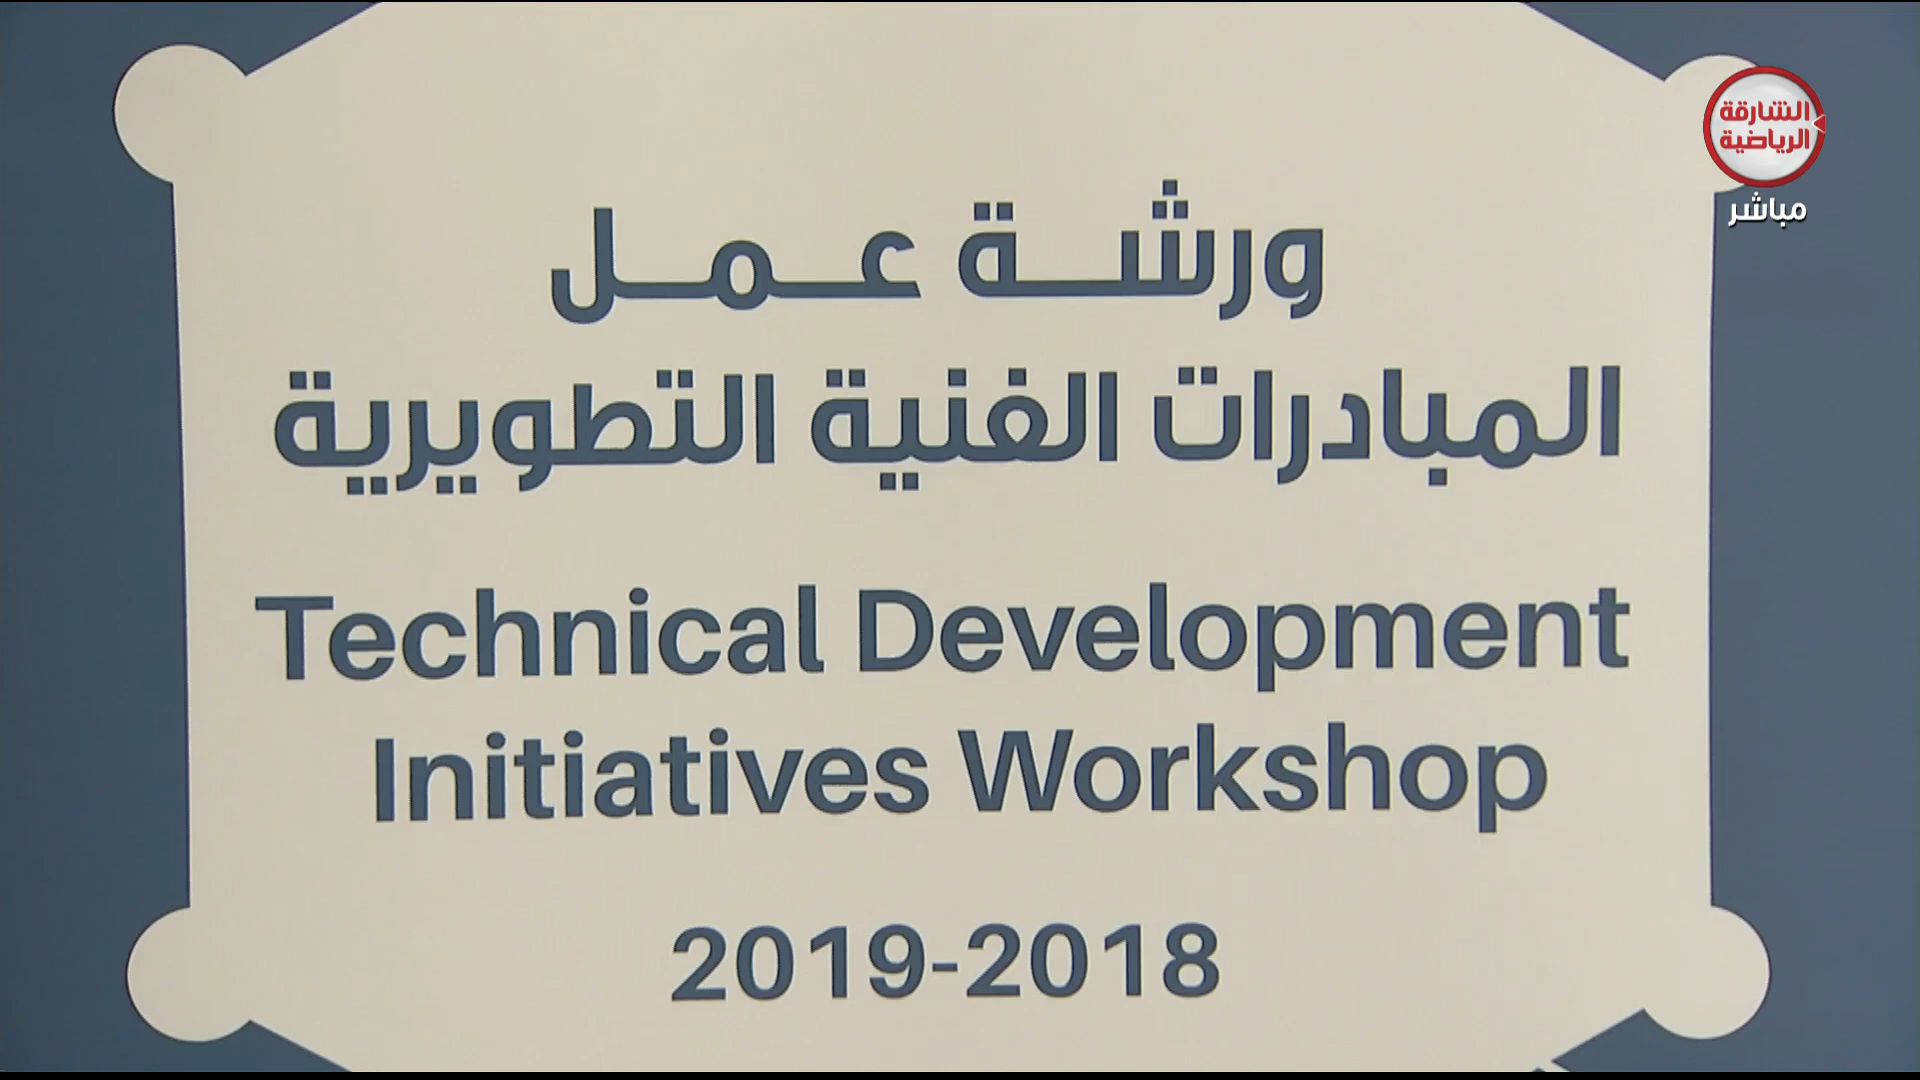 الشارقة
الرياضية
مباشر
ورشة عمل
المبادرات الفنية التطويرية
Technical Development
Initiatives Workshop
2019-2018